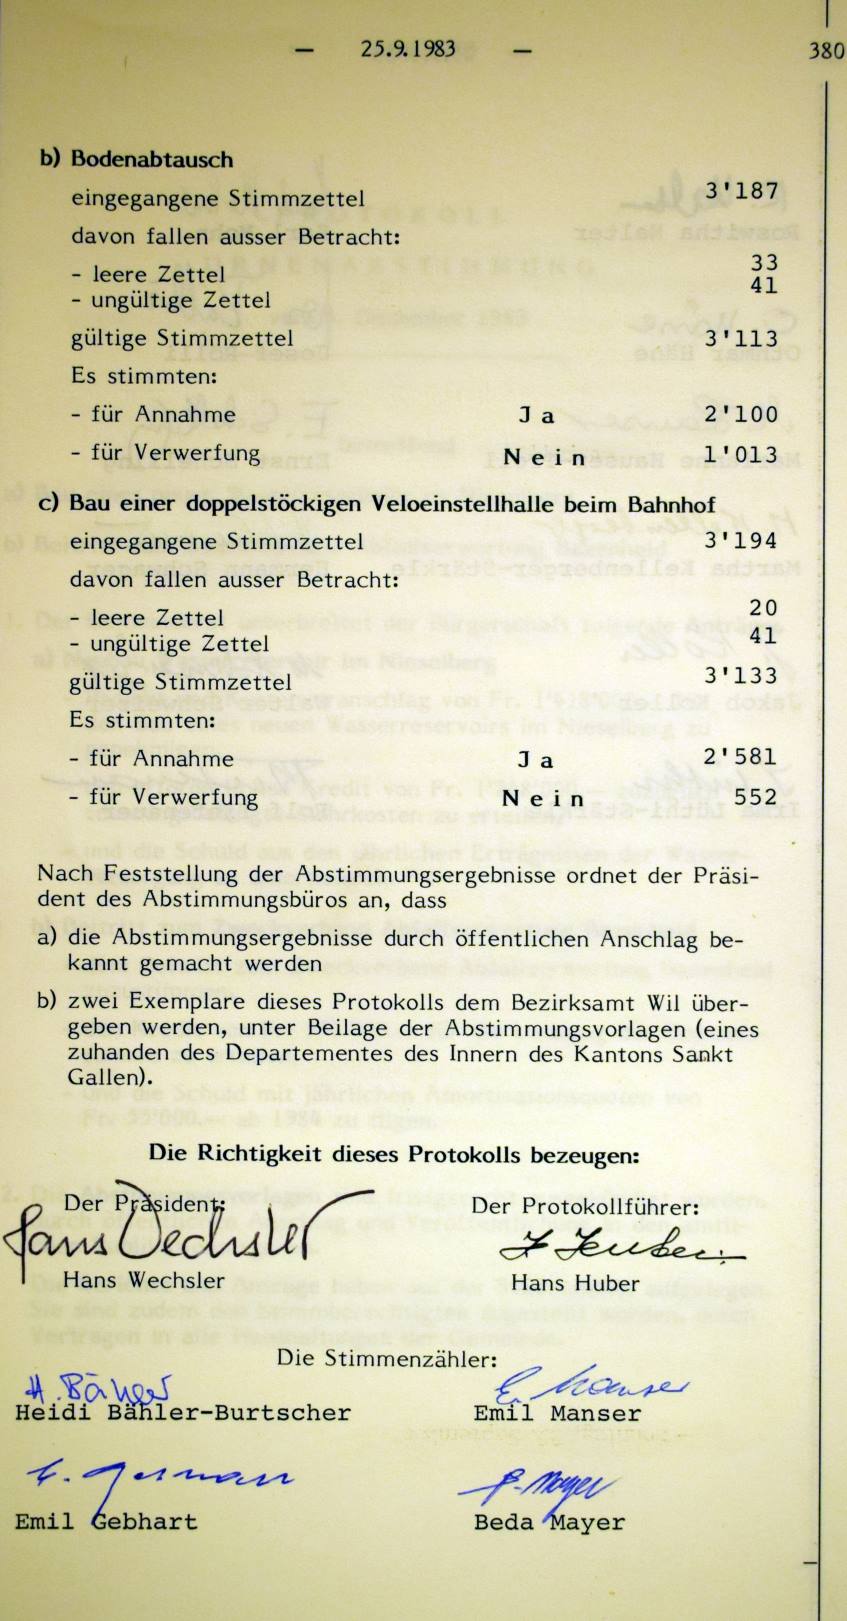 — 25.9.1983 — 380
b) Bodenabtausch
eingegangene Stimmzettel 3'187
davon fallen ausser Betracht:
- leere Zettel 33
- ungültige Zettel 41
gültige Stimmzettel 3'113
Es stimmten:
- für Annahme J a 2'100
- für Verwerfung N e i n 1'013
c) Bau einer doppelstöckigen Veloeinstellhalle beim Bahnhof
eingegangene Stimmzettel 3'194
davon fallen ausser Betracht:
- leere Zettel 20
- ungültige Zettel 41
gültige Stimmzettel 3'133
Es stimmten:
- für Annahme J a 2'581
- für Verwerfung N e i n 552
Nach Feststellung der Abstimmungsergebnisse ordnet der Präsi-
dent des Abstimmungsbüros an, dass
a) die Abstimmungsergebnisse durch öffentlichen Anschlag be-
kannt gemacht werden
b) zwei Exemplare dieses Protokolls dem Bezirksamt Wil über-
geben werden, unter Beilage der Abstimmungsvorlagen (eines
zuhanden des Departementes des Innern des Kantons Sankt
Gallen).
Die Richtigkeit dieses Protokolls bezeugen:
Der Präsident: Der Protokollführer:
Hans Wechsler
Hans Wechsler Hans Huber
Die Stimmenzähler:
H. Bähler E. Manser
Heidi Bähler-Burtscher Emil Manser
B. Mayer
Emil Gebhart Beda Mayer